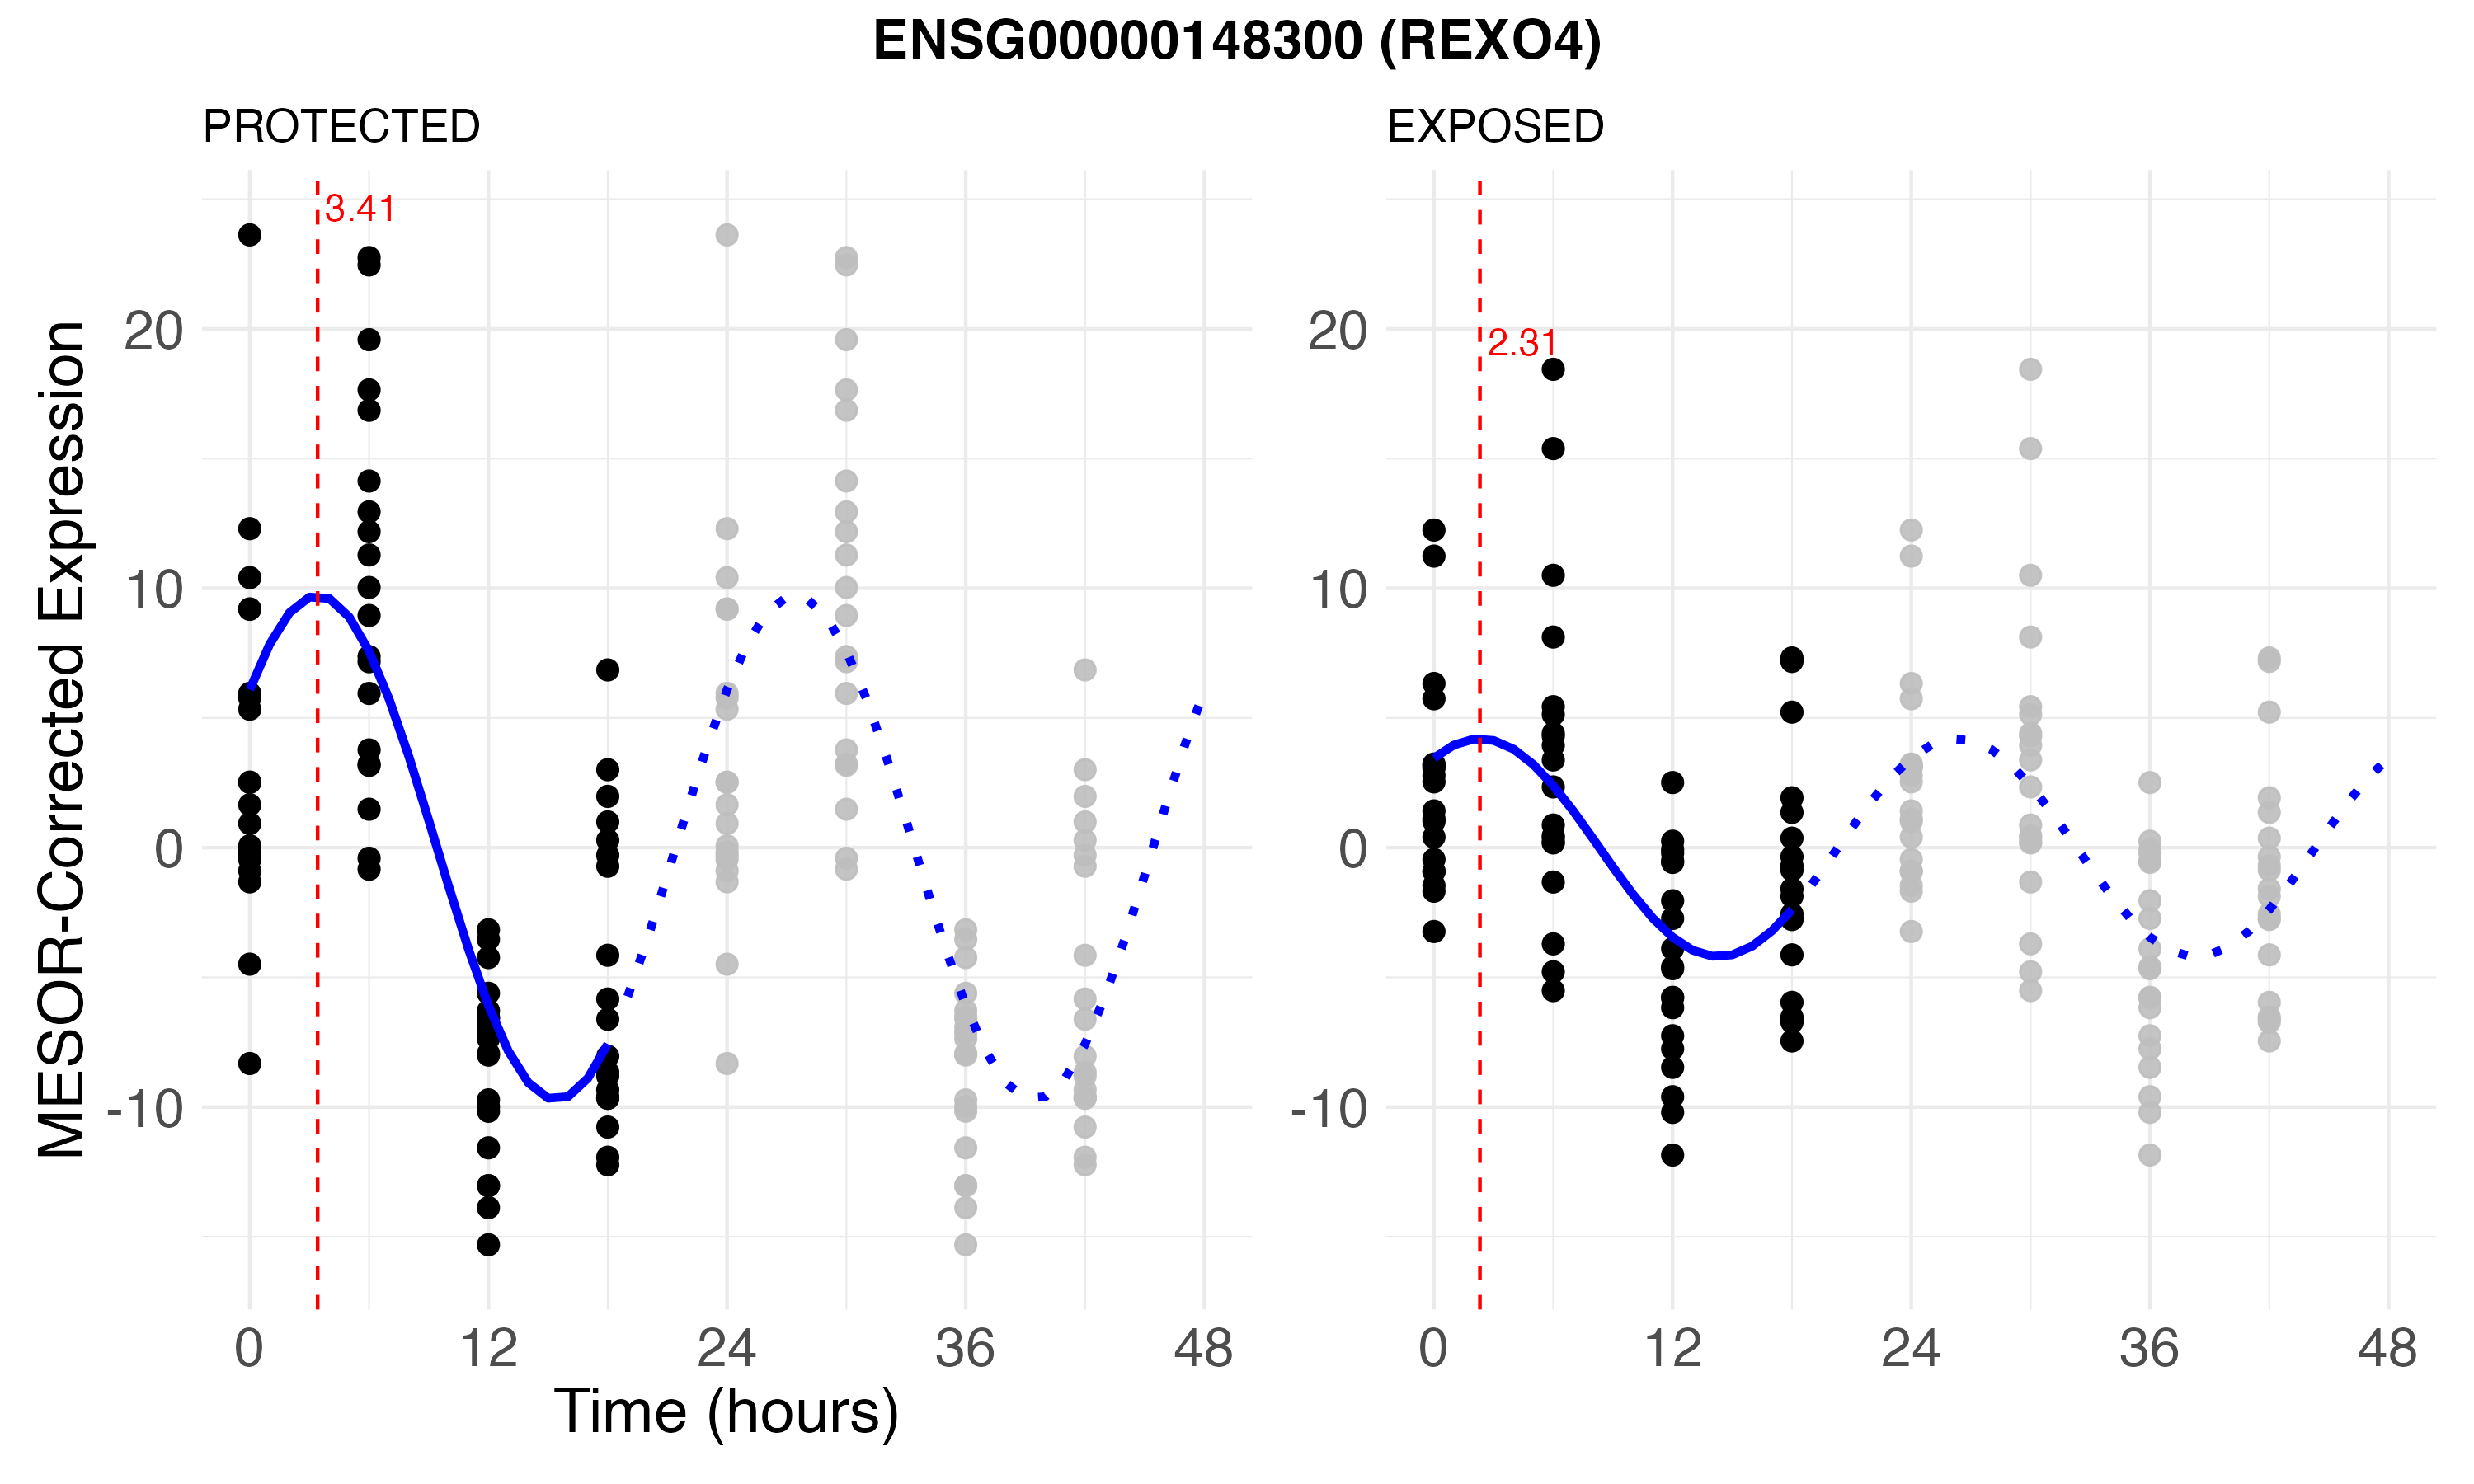 ENSG00000148300 (REXO4)
PROTECTED
EXPOSED
MESOR-Corrected Expression
3.41
20
10
0
-10
0 12 24 36 48
2.31
20
10
0
-10
0 12 24 36 48
Time (hours)